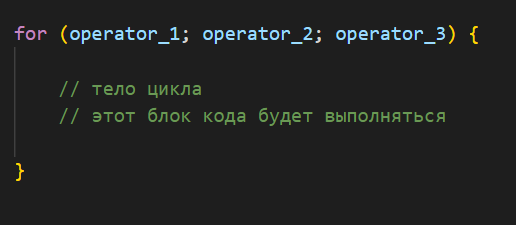 for (operator_1; operator_2; operator_3) {
// тело цикла
// этот блок кода будет выполняться
}